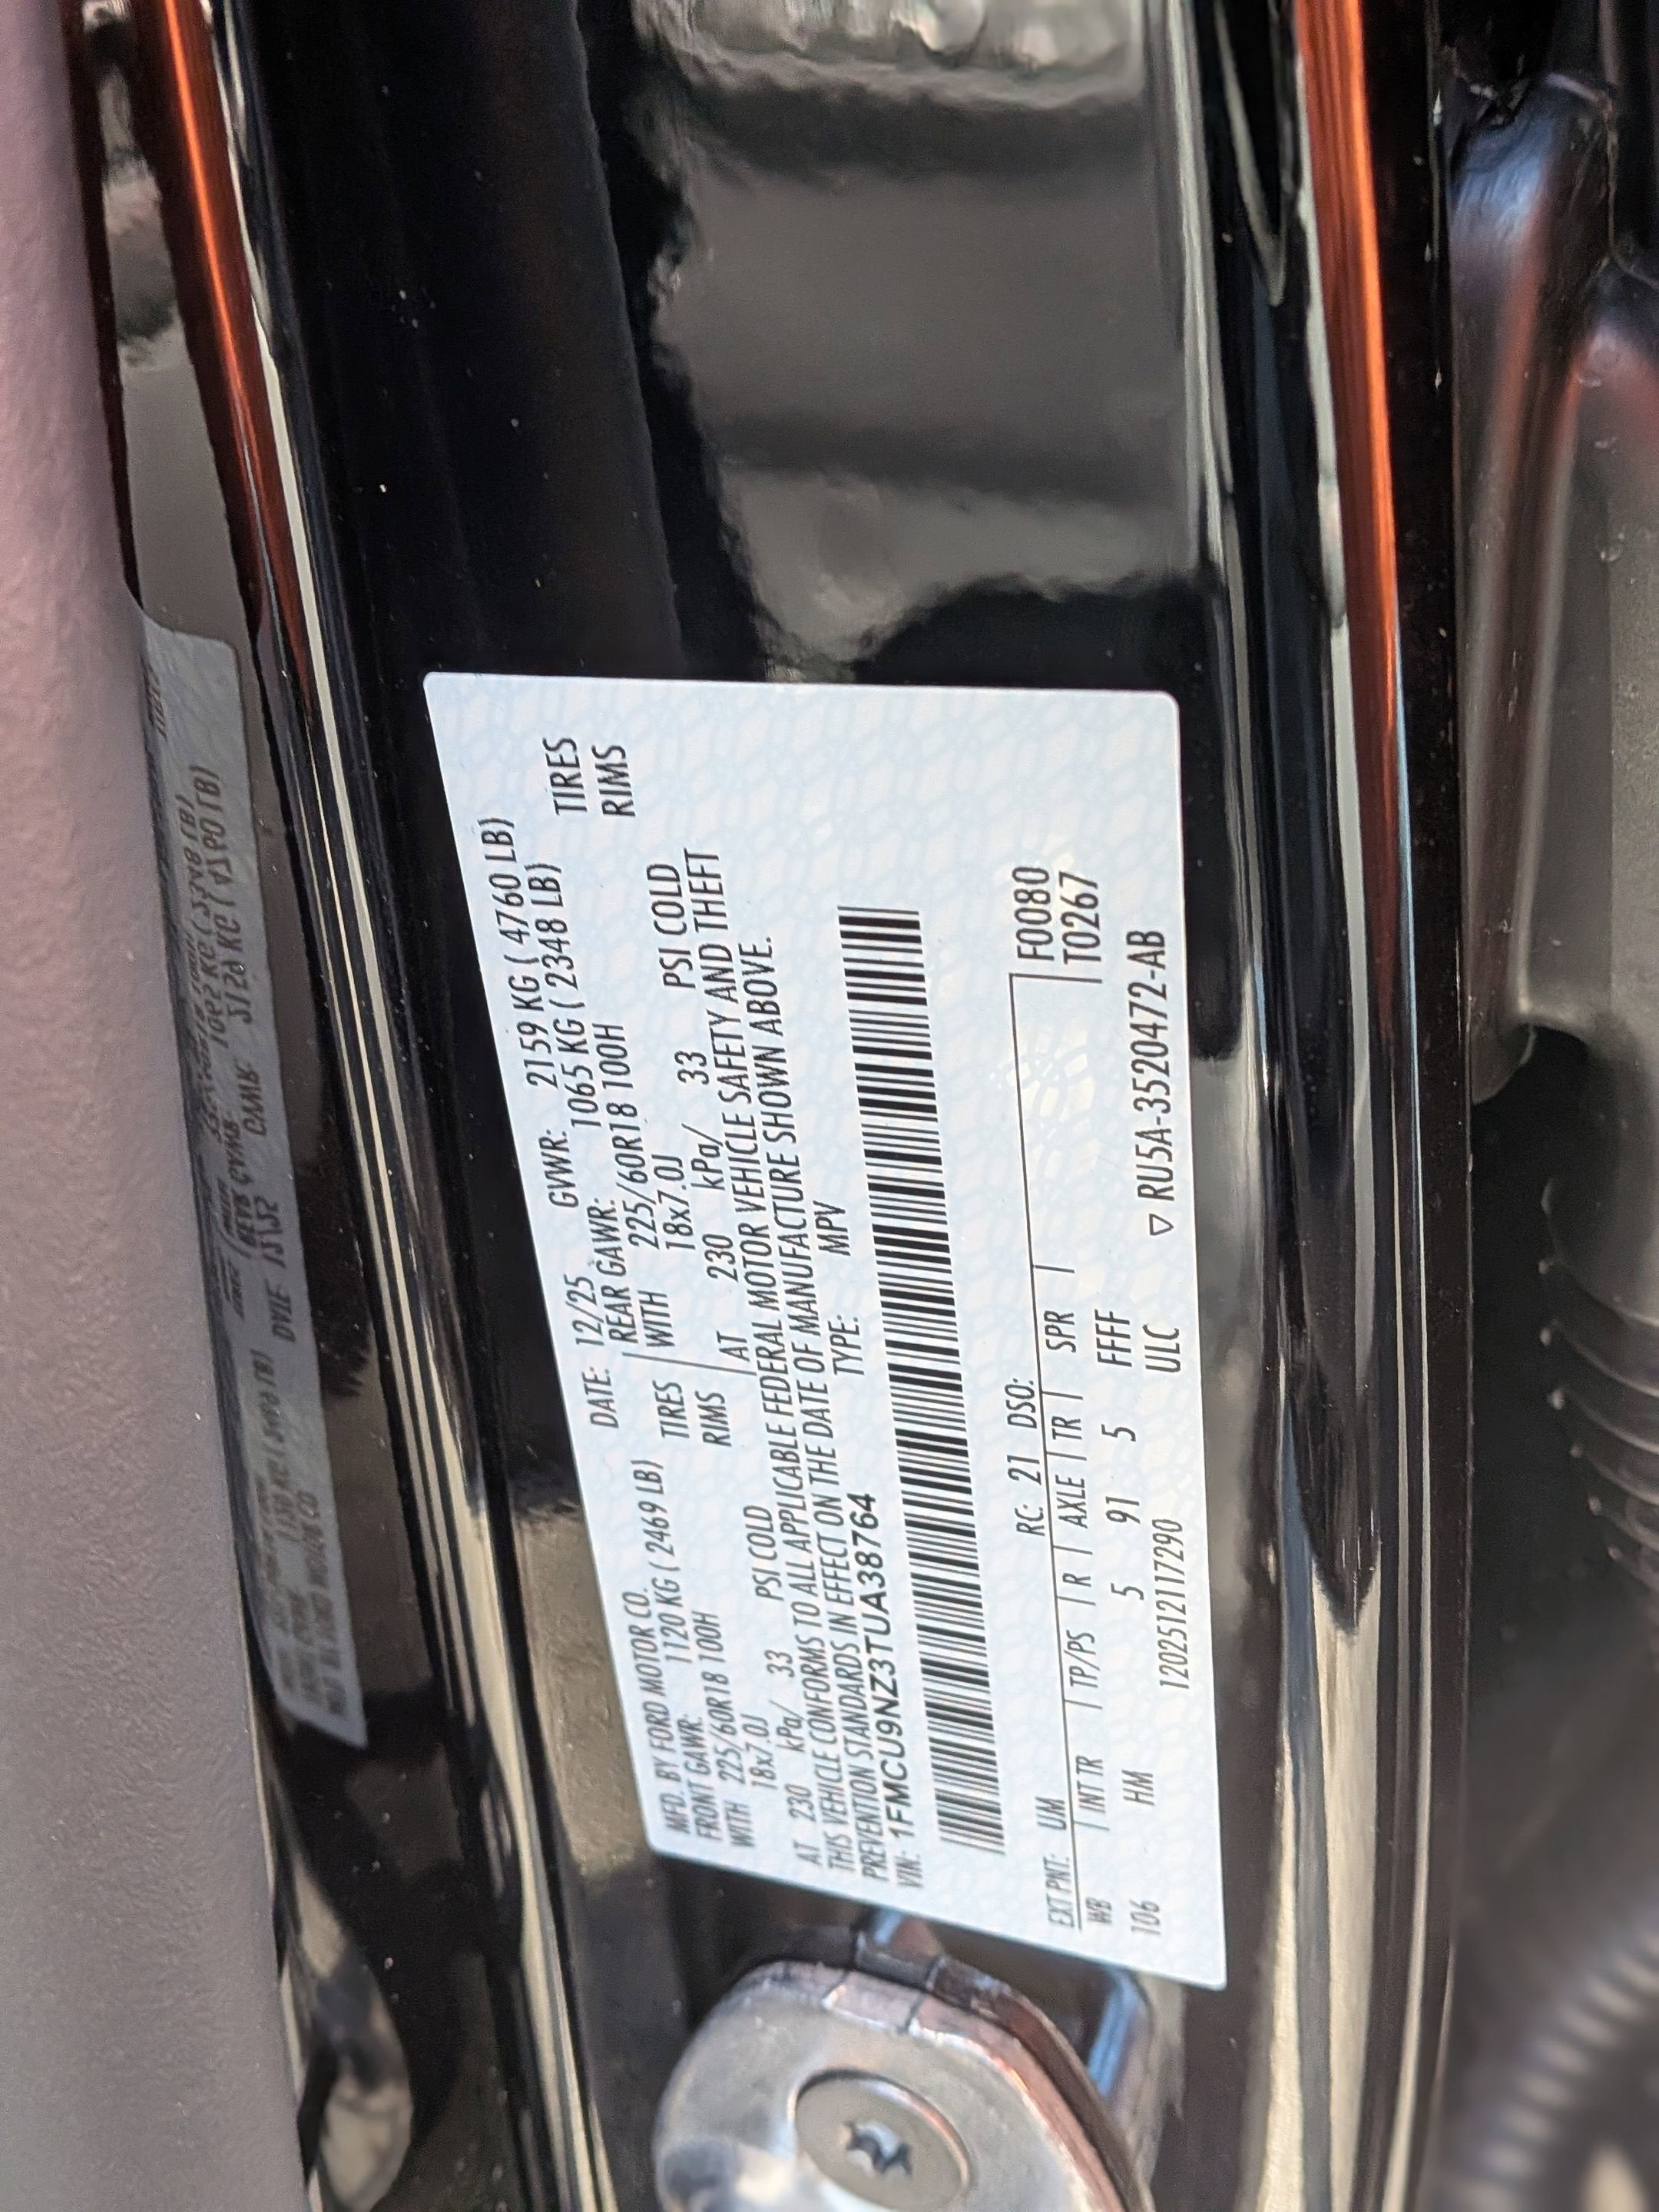 MFD. BY FORD MOTOR CO.
DATE: 12/25 GVWR: 2159 KG ( 4760 LB)
FRONT GAWR: 1120 KG ( 2469 LB) REAR GAWR: 1065 KG ( 2348 LB)
WITH 225/60R18 100H TIRES WITH 225/60R18 100H TIRES
18x7.0J RIMS 18x7.0J RIMS
AT 230 kPa/ 33 PSI COLD AT 230 kPa/ 33 PSI COLD
THIS VEHICLE CONFORMS TO ALL APPLICABLE FEDERAL MOTOR VEHICLE SAFETY AND THEFT
PREVENTION STANDARDS IN EFFECT ON THE DATE OF MANUFACTURE SHOWN ABOVE.
VIN: 1FMCU9NZ3TUA38764 TYPE: MPV
EXT PNT: UM RC: 21 DSO: F0080
WB INT TR TP/PS R AXLE TR SPR T0267
106 HM 5 91 5 FFFF
1202512117290 ULC ▽ RU5A-3520472-AB